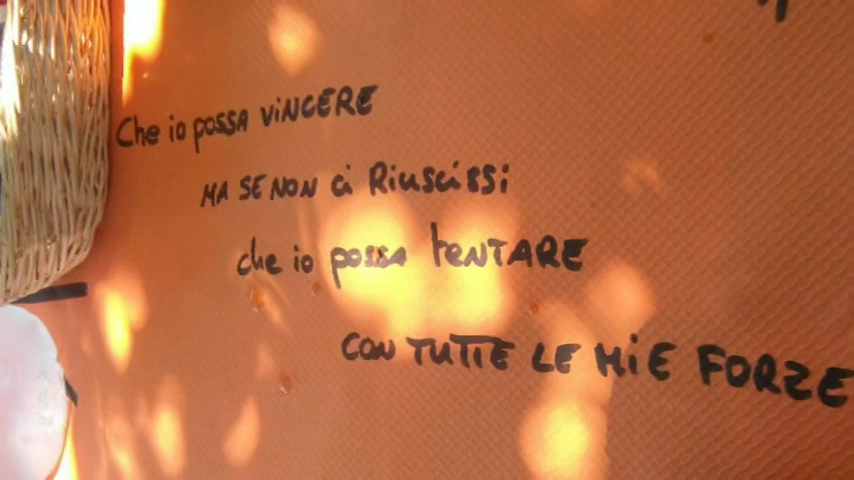 Che io possA ViNCERE
MA SE NON ci Riuscissi
che io possa tentARE
CON TUTTE LE MiE FORZE